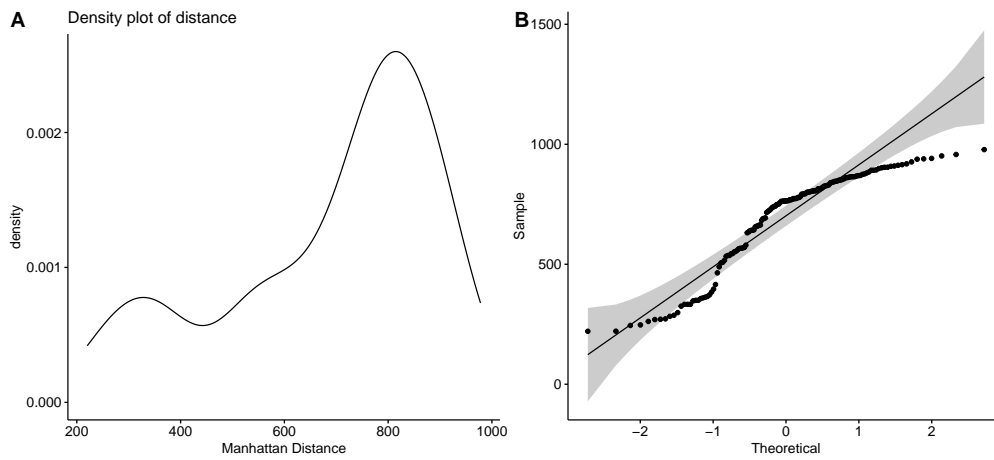 A
Density plot of distance
density
0.002
0.001
0.000
200 400 600 800 1000
Manhattan Distance
B
Sample
1500
1000
500
0
−2 −1 0 1 2
Theoretical